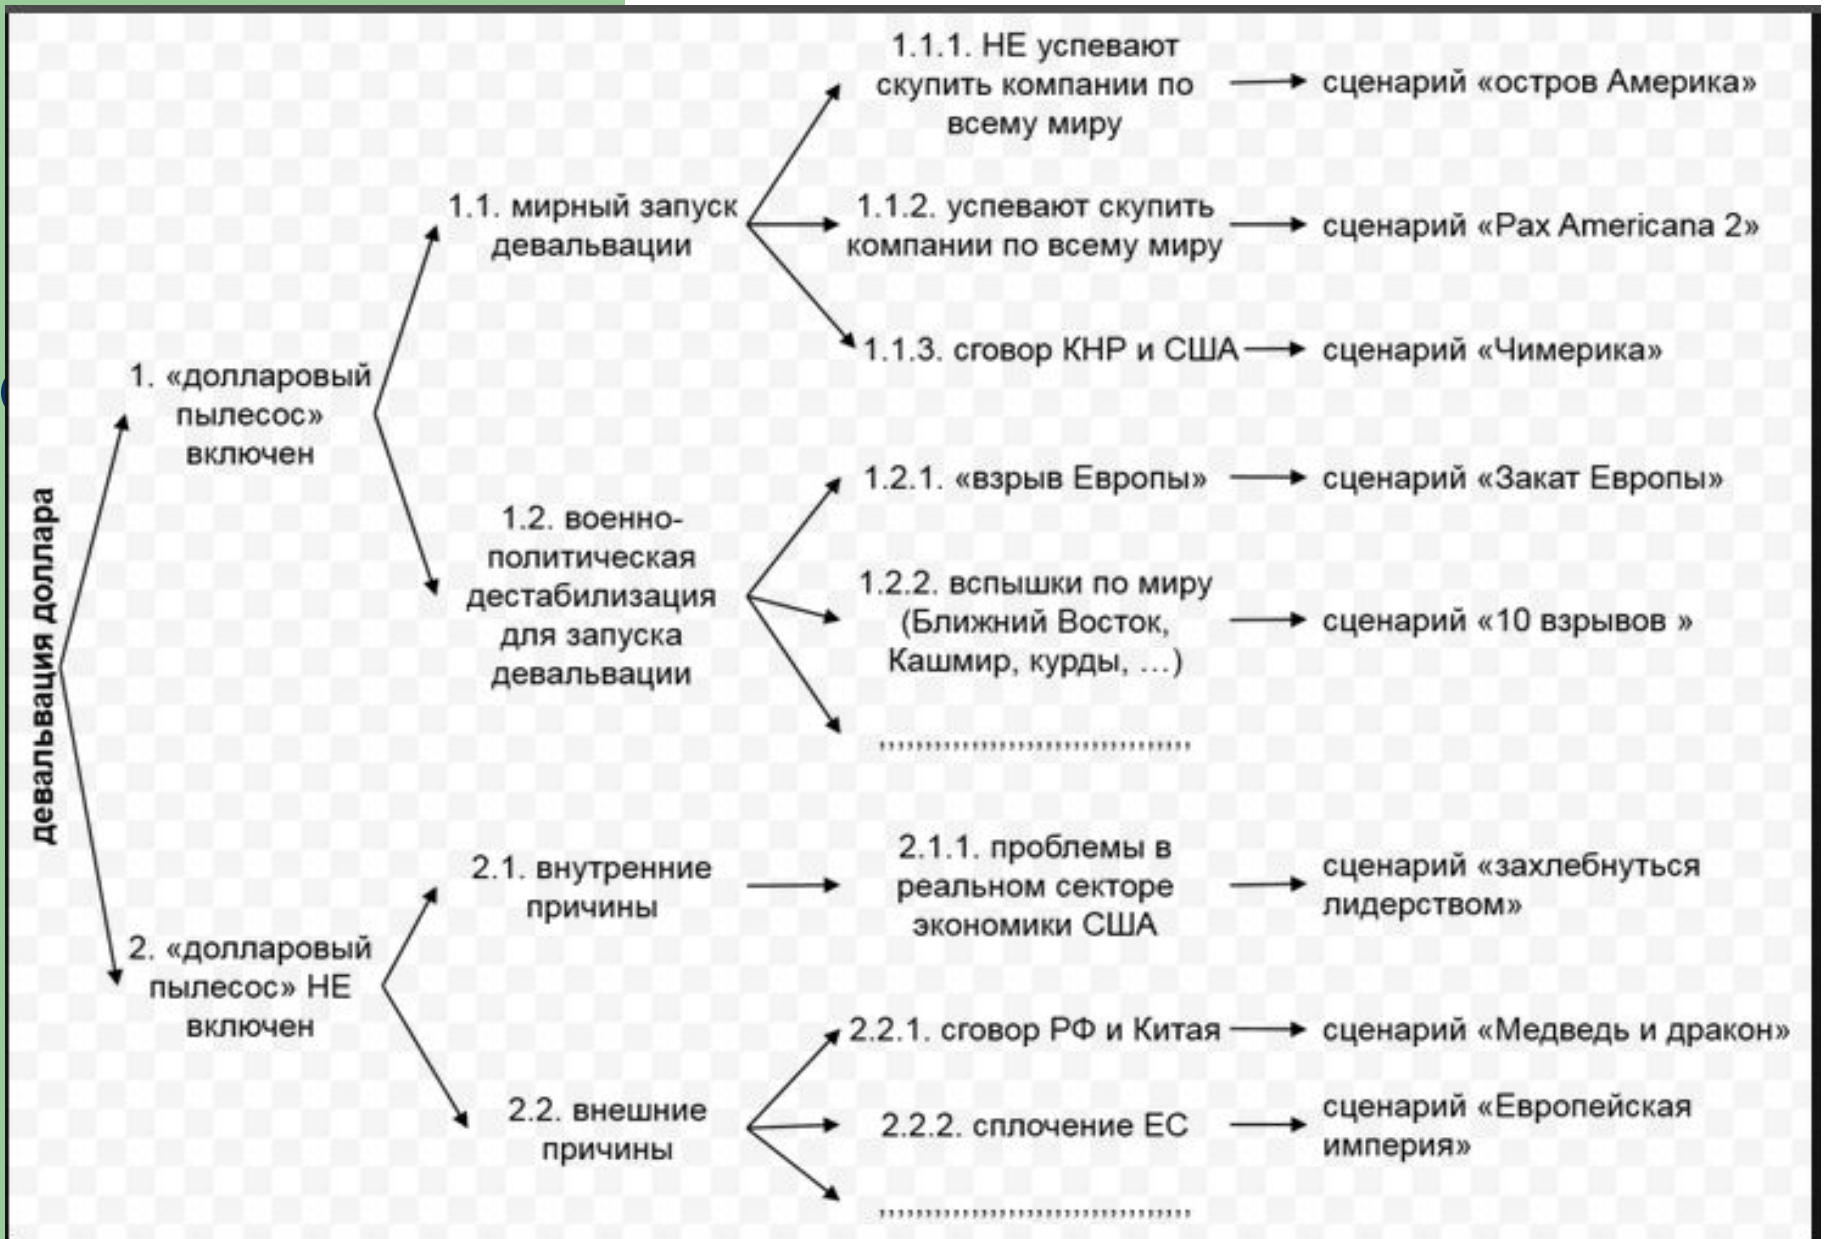 девальвация доллара
1. «долларовый
пылесос»
включен
1.1. мирный запуск
девальвации
1.1.1. НЕ успевают
скупить компании по
всему миру
сценарий «остров Америка»
1.1.2. успевают скупить
компании по всему миру
сценарий «Pax Americana 2»
1.1.3. сговор КНР и США
сценарий «Чимерика»
1.2. военно-
политическая
дестабилизация
для запуска
девальвации
1.2.1. «взрыв Европы»
сценарий «Закат Европы»
1.2.2. вспышки по миру
(Ближний Восток,
Кашмир, курды, …)
сценарий «10 взрывов »
,,,,,,,,,,,,,,,,,,,,,,,,,,,,,,,,,
2. «долларовый
пылесос» НЕ
включен
2.1. внутренние
причины
2.1.1. проблемы в
реальном секторе
экономики США
сценарий «захлебнуться
лидерством»
2.2. внешние
причины
2.2.1. сговор РФ и Китая
сценарий «Медведь и дракон»
2.2.2. сплочение ЕС
сценарий «Европейская
империя»
,,,,,,,,,,,,,,,,,,,,,,,,,,,,,,,,,